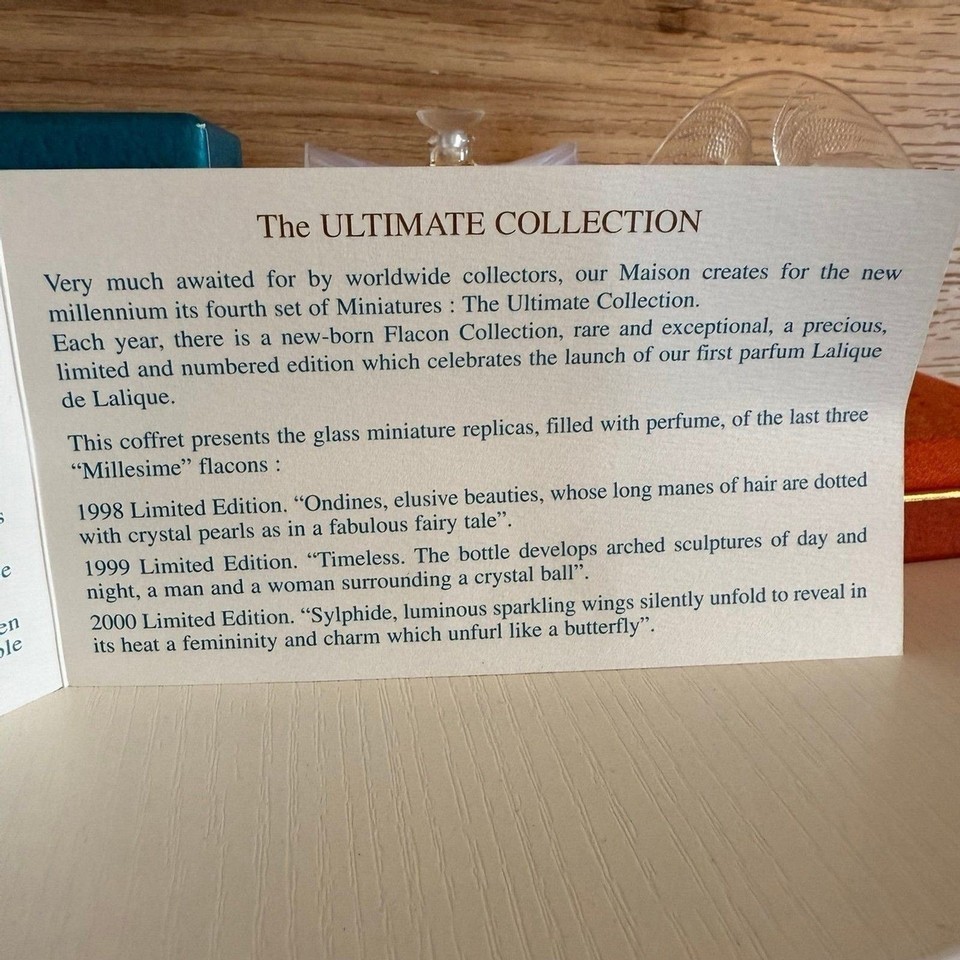 The ULTIMATE COLLECTION
Very much awaited for by worldwide collectors, our Maison creates for the new
millennium its fourth set of Miniatures : The Ultimate Collection.
Each year, there is a new-born Flacon Collection, rare and exceptional, a precious,
limited and numbered edition which celebrates the launch of our first parfum Lalique
de Lalique.
This coffret presents the glass miniature replicas, filled with perfume, of the last three
“Millesime” flacons :
1998 Limited Edition. “Ondines, elusive beauties, whose long manes of hair are dotted
with crystal pearls as in a fabulous fairy tale”.
1999 Limited Edition. “Timeless. The bottle develops arched sculptures of day and
night, a man and a woman surrounding a crystal ball”.
2000 Limited Edition. “Sylphide, luminous sparkling wings silently unfold to reveal in
its heat a femininity and charm which unfurl like a butterfly”.